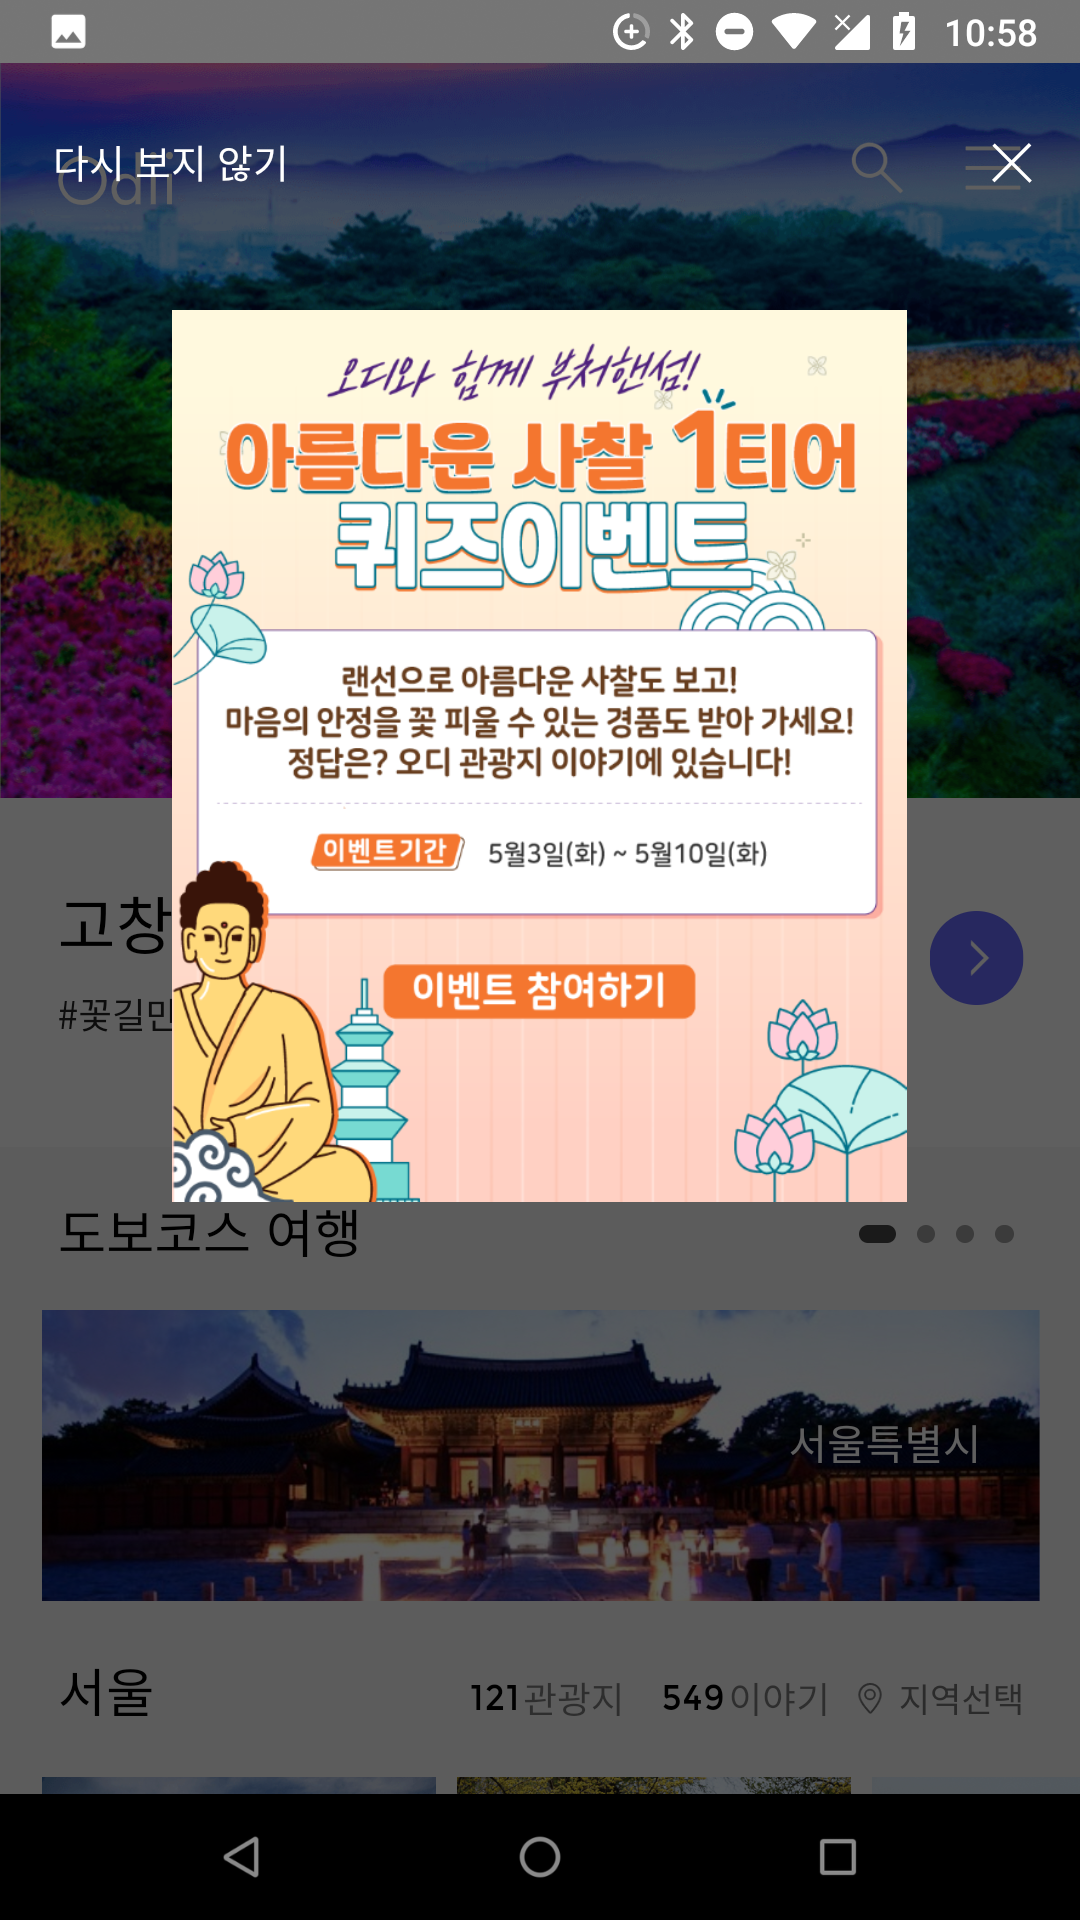 10:58
다시 보지 않기
Odii
오디와 함께 부처핸섬!
아름다운 사찰 1티어
퀴즈이벤트
랜선으로 아름다운 사찰도 보고!
마음의 안정을 꽃 피울 수 있는 경품도 받아 가세요!
정답은? 오디 관광지 이야기에 있습니다!
이벤트기간 5월3일(화) ~ 5월10일(화)
고창
#꽃길만
이벤트 참여하기
도보코스 여행
서울특별시
서울 121 관광지 549 이야기 지역선택